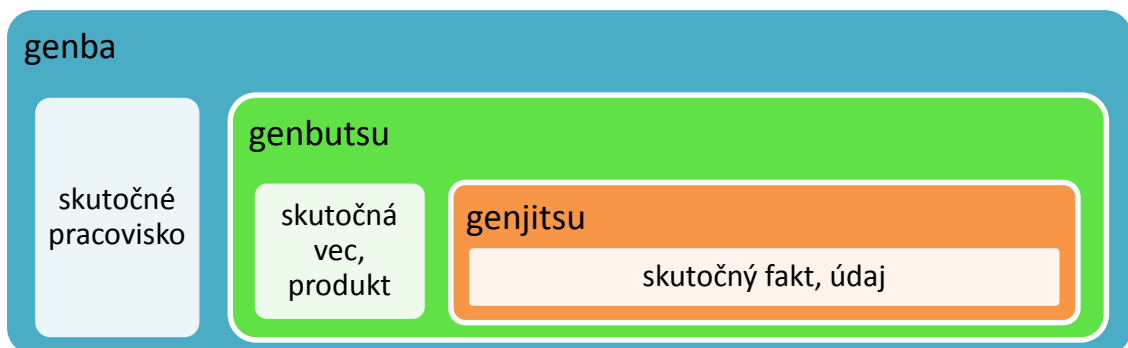 genba
skutočné
pracovisko
genbutsu
skutočná
vec,
produkt
genjitsu
skutočný fakt, údaj